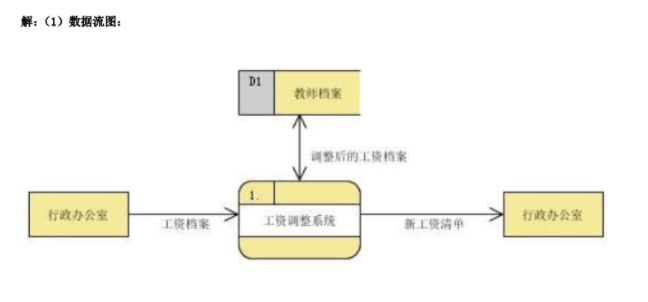 解：（1）数据流图：
D1
教师档案
调整后的工资档案
1.
行政办公室
工资档案
工资调整系统
新工资清单
行政办公室